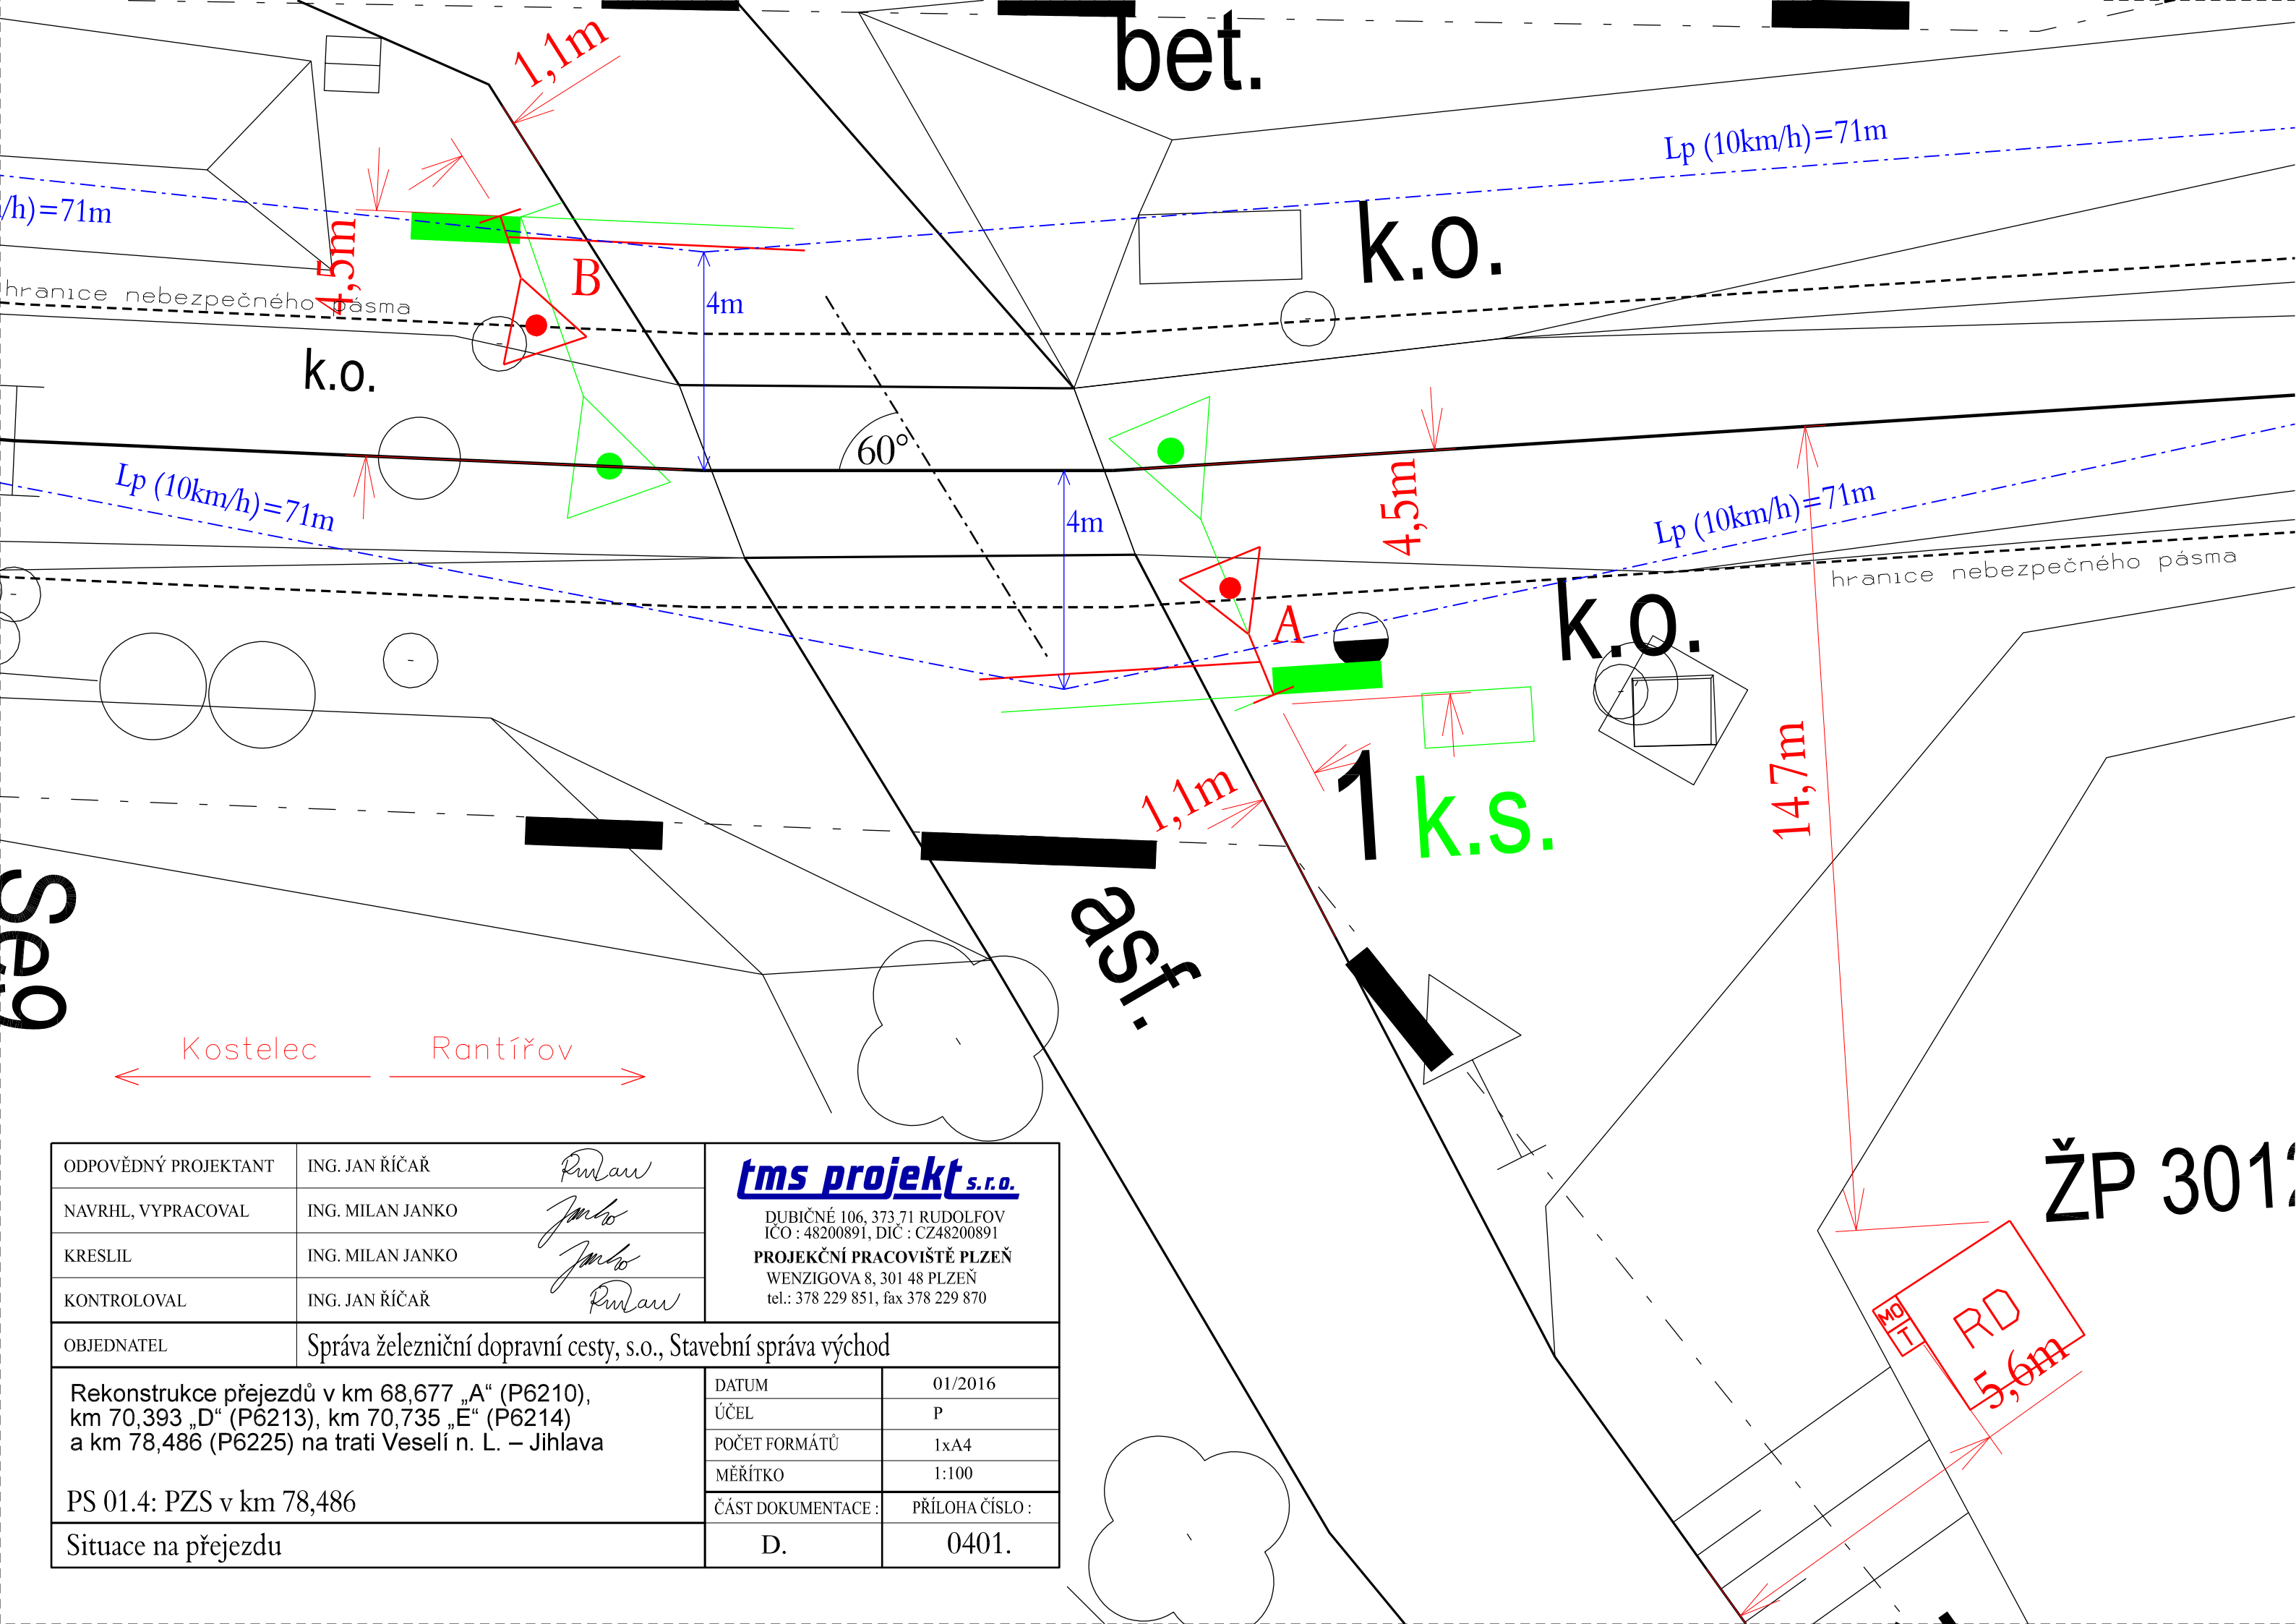 1,1m
bet.
Lp (10km/h)=71m
/h)=71m
4,5m
B
k.o.
4m
hranice nebezpečného pásma
k.o.
60°
Lp (10km/h)=71m
4,5m
4m
Lp (10km/h)=71m
hranice nebezpečného pásma
A
k.o.
14,7m
1,1m
1
k.s.
asf.
Kostelec
Rantířov
ŽP 3012
MO
T
RD
5,6m
ODPOVĚDNÝ PROJEKTANT ING. JAN ŘÍČAŘ
NAVRHL, VYPRACOVAL ING. MILAN JANKO
KRESLIL ING. MILAN JANKO
KONTROLOVAL ING. JAN ŘÍČAŘ
tms projekt s.r.o.
DUBIČNÉ 106, 373 71 RUDOLFOV
IČO : 48200891, DIČ : CZ48200891
PROJEKČNÍ PRACOVIŠTĚ PLZEŇ
WENZIGOVA 8, 301 48 PLZEŇ
tel.: 378 229 851, fax 378 229 870
OBJEDNATEL Správa železniční dopravní cesty, s.o., Stavební správa východ
Rekonstrukce přejezdů v km 68,677 „A“ (P6210),
km 70,393 „D“ (P6213), km 70,735 „E“ (P6214)
a km 78,486 (P6225) na trati Veselí n. L. – Jihlava
PS 01.4: PZS v km 78,486
Situace na přejezdu
DATUM 01/2016
ÚČEL P
POČET FORMÁTŮ 1xA4
MĚŘÍTKO 1:100
ČÁST DOKUMENTACE : PŘÍLOHA ČÍSLO :
D. 0401.